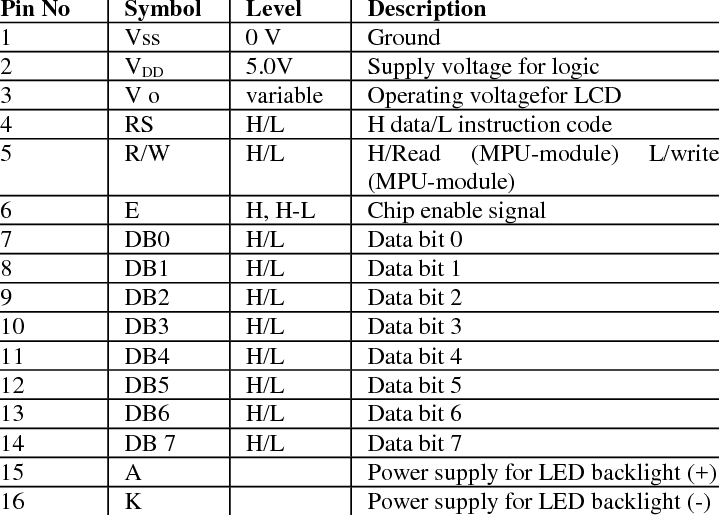 Pin No Symbol Level Description
1 Vss 0 V Ground
2 VDD 5.0V Supply voltage for logic
3 V o variable Operating voltagefor LCD
4 RS H/L H data/L instruction code
5 R/W H/L H/Read (MPU-module) L/write
(MPU-module)
6 E H, H-L Chip enable signal
7 DB0 H/L Data bit 0
8 DB1 H/L Data bit 1
9 DB2 H/L Data bit 2
10 DB3 H/L Data bit 3
11 DB4 H/L Data bit 4
12 DB5 H/L Data bit 5
13 DB6 H/L Data bit 6
14 DB 7 H/L Data bit 7
15 A Power supply for LED backlight (+)
16 K Power supply for LED backlight (-)